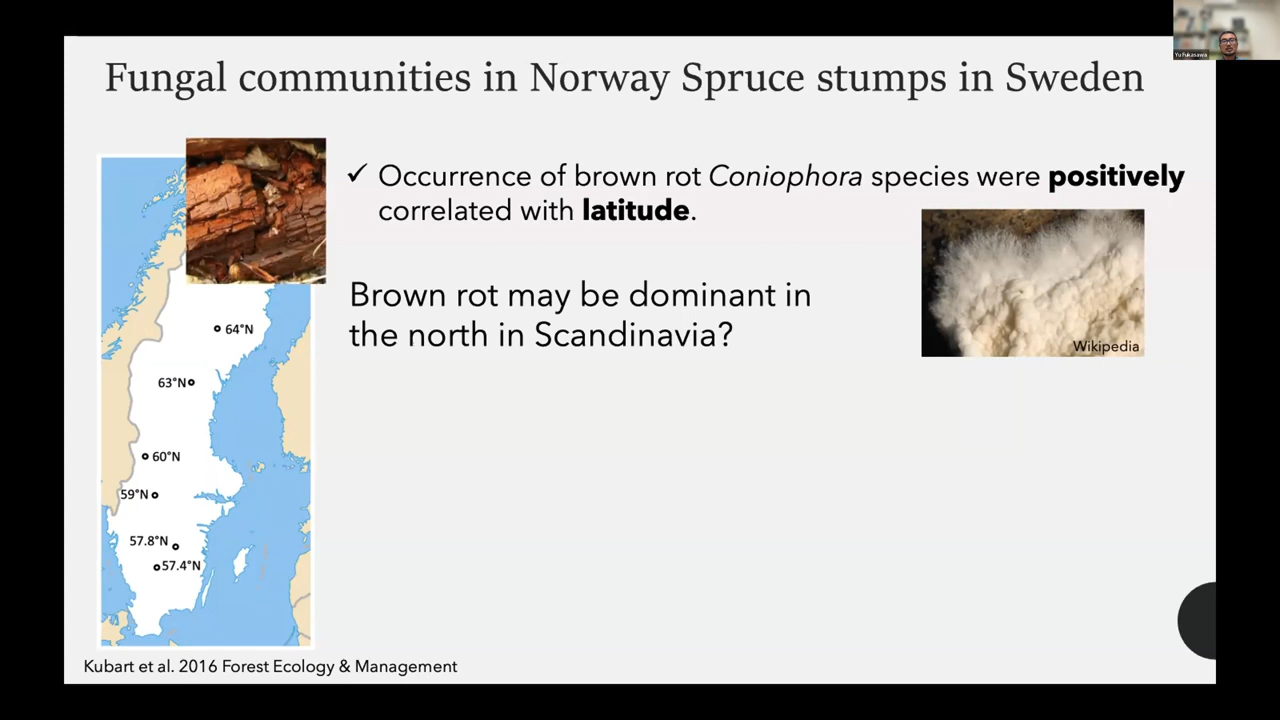 Yu Fukasawa
Fungal communities in Norway Spruce stumps in Sweden
✓ Occurrence of brown rot Coniophora species were positively
correlated with latitude.
Brown rot may be dominant in
the north in Scandinavia?
Wikipedia
64°N
63°N
60°N
59°N
57.8°N
57.4°N
Kubart et al. 2016 Forest Ecology & Management